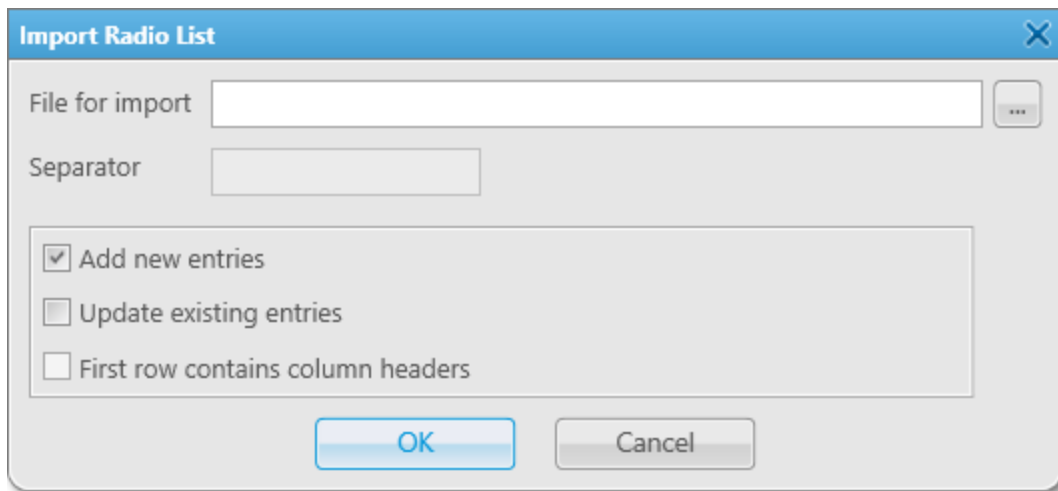 Import Radio List
File for import
...
Separator
Add new entries
Update existing entries
First row contains column headers
OK
Cancel